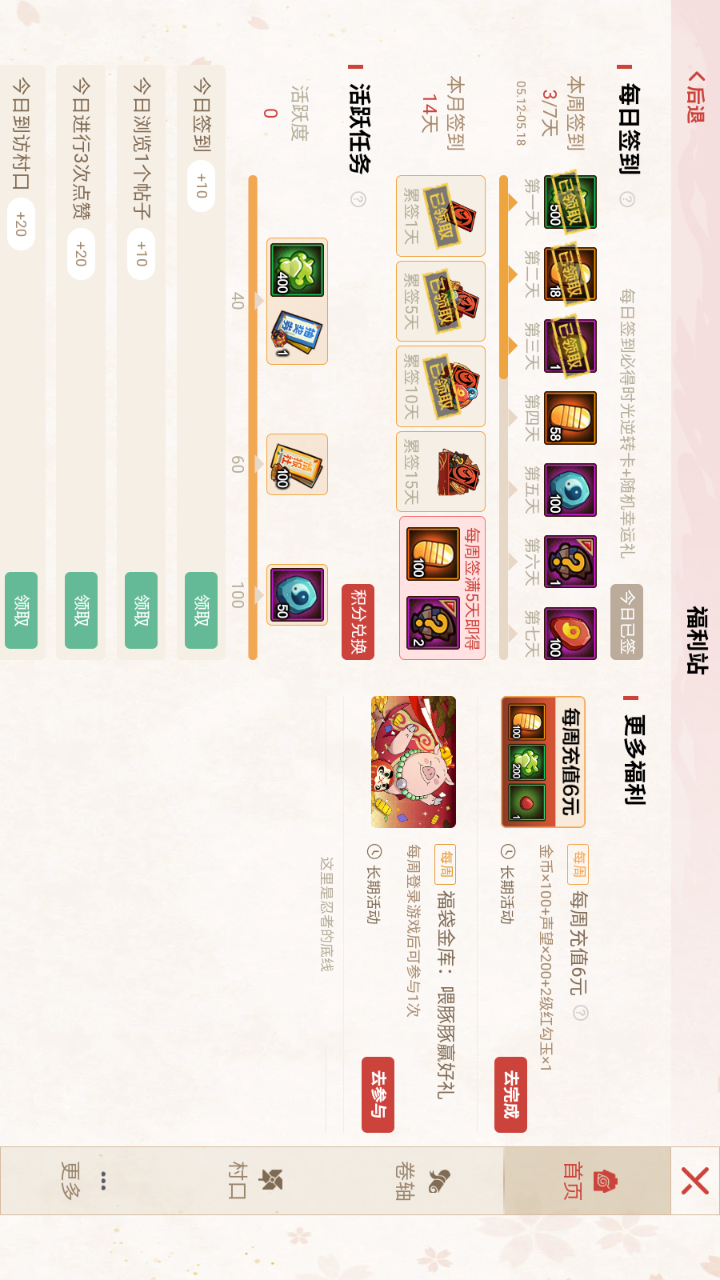 后退
福利站
每日签到
每日签到必得时光逆转卡+随机幸运礼
今日已签
本周签到
3/7天
05.12-05.18
已领取
500
已领取
18
已领取
1
58
100
1
100
第一天
第二天
第三天
第四天
第五天
第六天
第七天
本月签到
14天
已领取
累签1天
已领取
累签5天
已领取
累签10天
累签15天
每周签满5天即得
100
2
活跃任务
积分兑换
活跃度
0
400
1
100
50
40
60
100
今日签到 +10
领取
今日浏览1个帖子 +10
领取
今日进行3次点赞 +20
领取
今日到访村口 +20
领取
更多福利
每周充值6元
100
200
1
每周 每周充值6元
金币×100+声望×200+2级红勾玉×1
长期活动
去完成
每周 福袋金库：喂豚豚赢好礼
每周登录游戏后可参与1次
长期活动
去参与
这里是忍者的底线
首页
卷轴
村口
更多